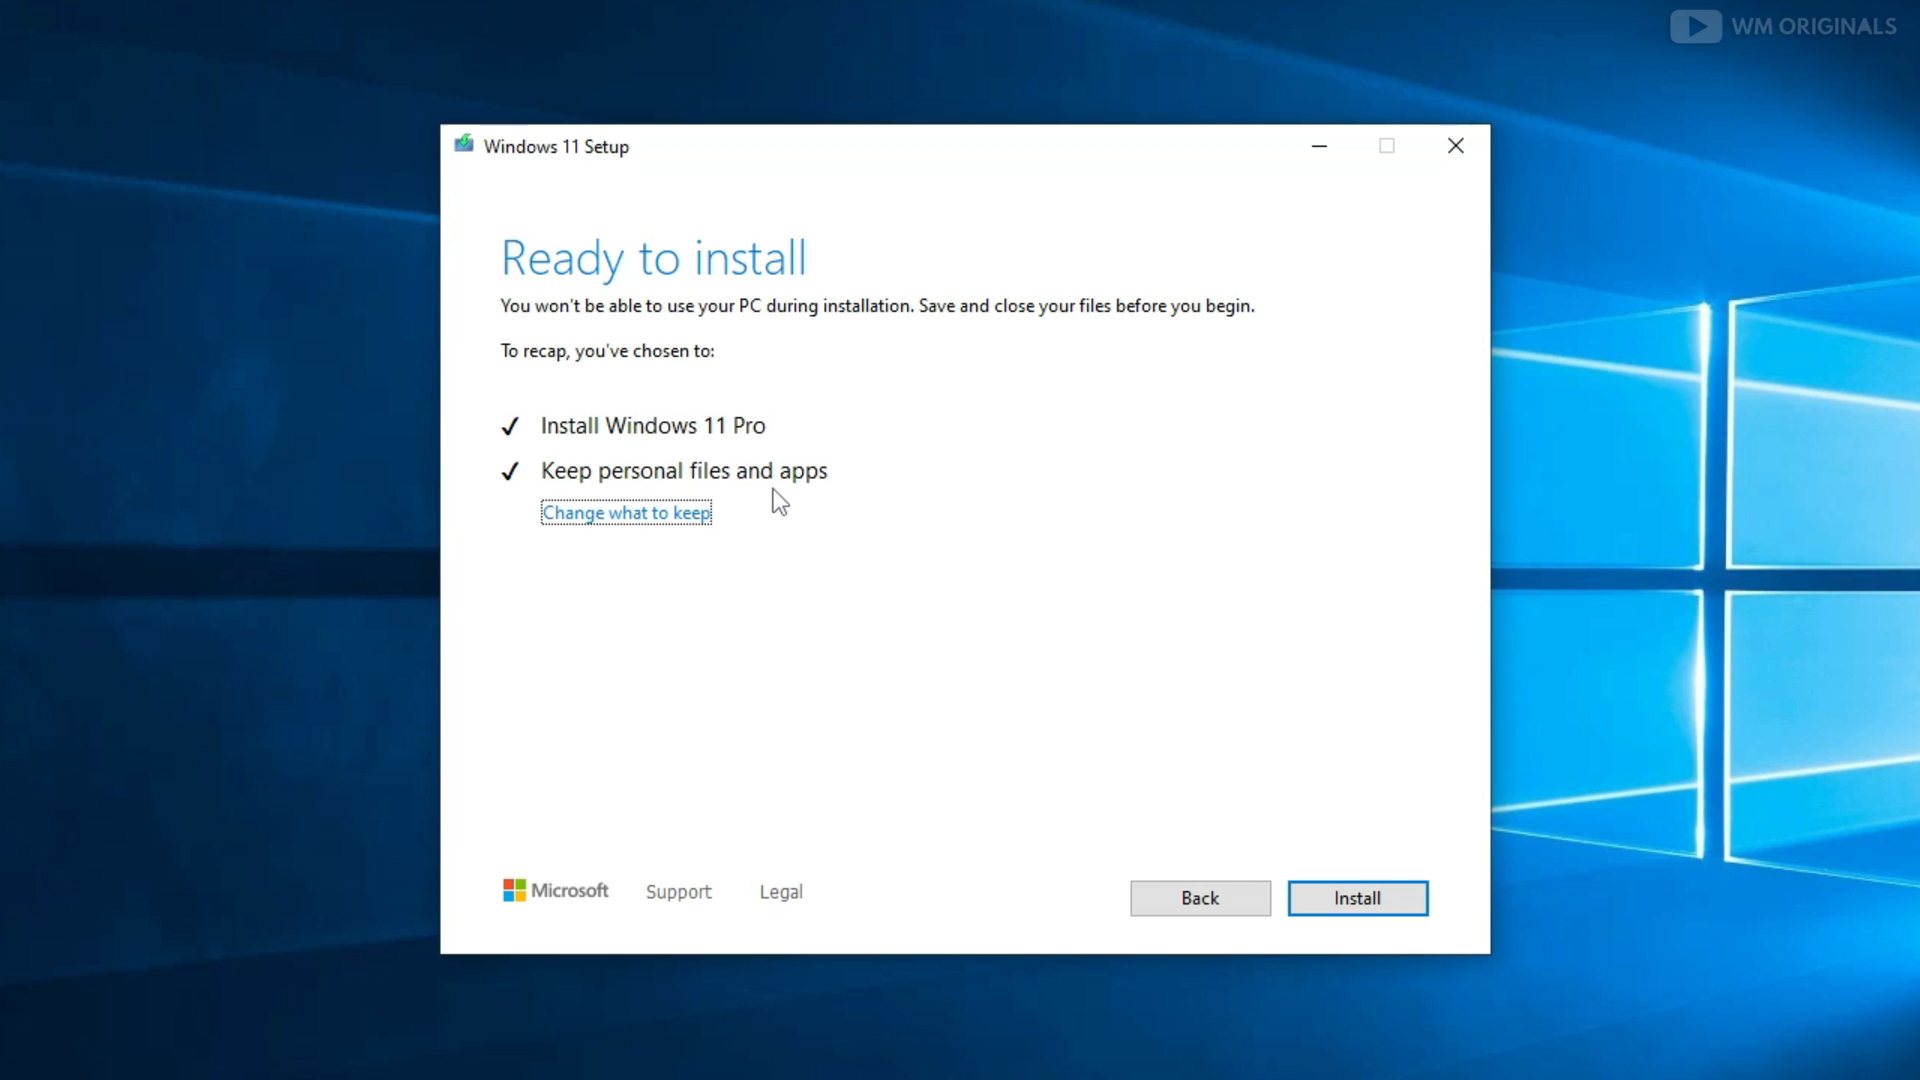 WM ORIGINALS
Windows 11 Setup
Ready to install
You won't be able to use your PC during installation. Save and close your files before you begin.
To recap, you've chosen to:
✓ Install Windows 11 Pro
✓ Keep personal files and apps
Change what to keep
Microsoft Support Legal Back Install